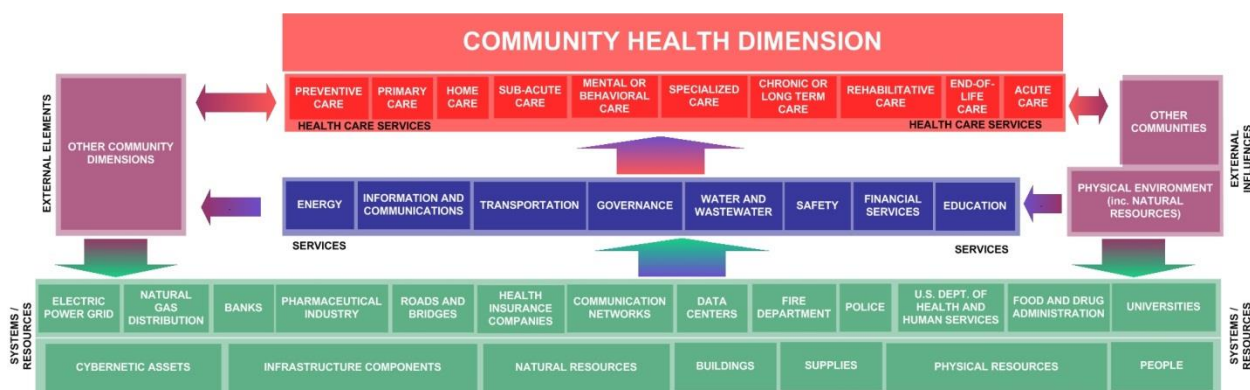 COMMUNITY HEALTH DIMENSION
PREVENTIVE
CARE
PRIMARY
CARE
HOME
CARE
SUB-ACUTE
CARE
MENTAL OR
BEHAVIORAL
CARE
SPECIALIZED
CARE
CHRONIC OR
LONG TERM
CARE
REHABILITATIVE
CARE
END-OF-
LIFE
CARE
ACUTE
CARE
HEALTH CARE SERVICES
HEALTH CARE SERVICES
EXTERNAL ELEMENTS
OTHER COMMUNITY
DIMENSIONS
OTHER
COMMUNITIES
PHYSICAL ENVIRONMENT
(inc. NATURAL
RESOURCES)
EXTERNAL
INFLUENCES
ENERGY
INFORMATION AND
COMMUNICATIONS
TRANSPORTATION
GOVERNANCE
WATER AND
WASTEWATER
SAFETY
FINANCIAL
SERVICES
EDUCATION
SERVICES
SERVICES
SYSTEMS /
RESOURCES
ELECTRIC
POWER GRID
NATURAL
GAS
DISTRIBUTION
BANKS
PHARMACEUTICAL
INDUSTRY
ROADS AND
BRIDGES
HEALTH
INSURANCE
COMPANIES
COMMUNICATION
NETWORKS
DATA
CENTERS
FIRE
DEPARTMENT
POLICE
U.S. DEPT. OF
HEALTH AND
HUMAN SERVICES
FOOD AND DRUG
ADMINISTRATION
UNIVERSITIES
CYBERNETIC ASSETS
INFRASTRUCTURE COMPONENTS
NATURAL RESOURCES
BUILDINGS
SUPPLIES
PHYSICAL RESOURCES
PEOPLE
SYSTEMS /
RESOURCES